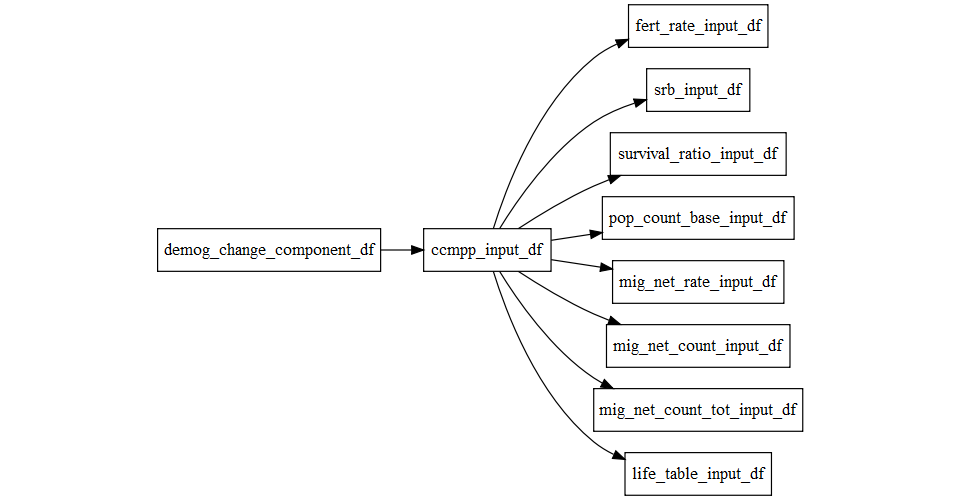 fert_rate_input_df
srb_input_df
survival_ratio_input_df
pop_count_base_input_df
demog_change_component_df
ccmpp_input_df
mig_net_rate_input_df
mig_net_count_input_df
mig_net_count_tot_input_df
life_table_input_df